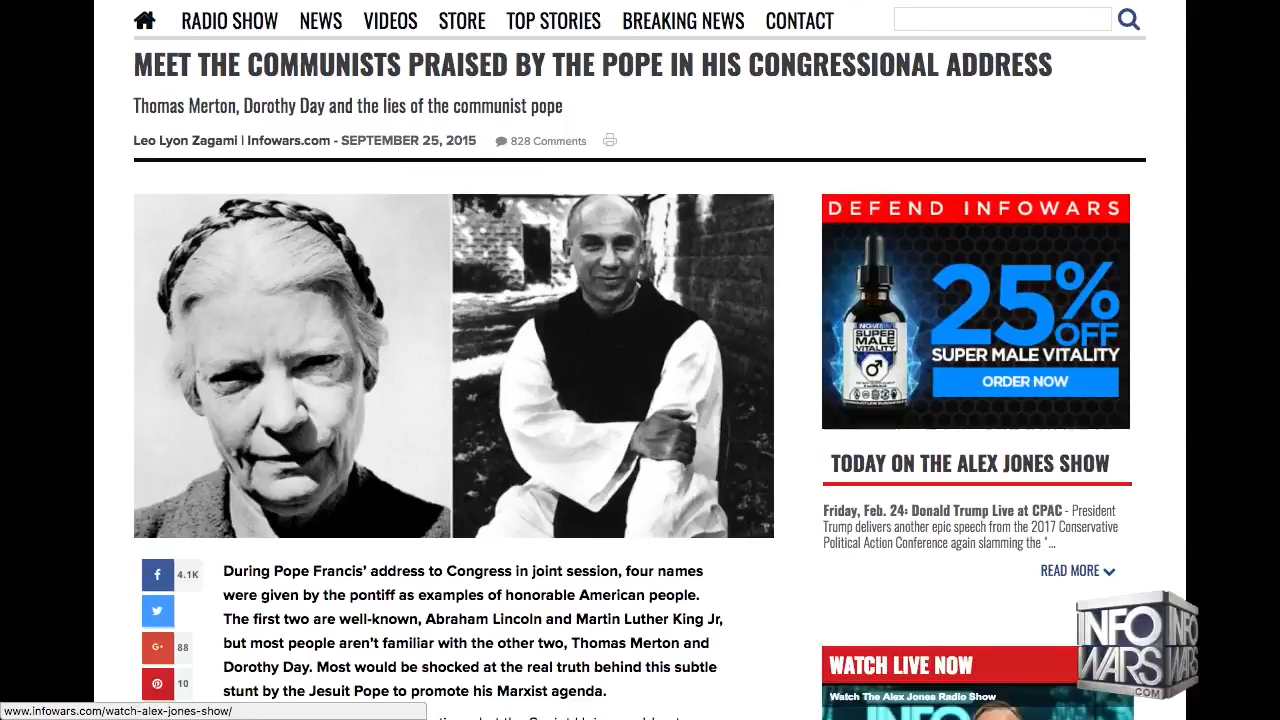 RADIO SHOW NEWS VIDEOS STORE TOP STORIES BREAKING NEWS CONTACT
MEET THE COMMUNISTS PRAISED BY THE POPE IN HIS CONGRESSIONAL ADDRESS
Thomas Merton, Dorothy Day and the lies of the communist pope
Leo Lyon Zagami | Infowars.com - SEPTEMBER 25, 2015 828 Comments
DEFEND INFOWARS
25% OFF
SUPER MALE VITALITY
ORDER NOW
INFOWARS
SUPER
MALE
VITALITY
TODAY ON THE ALEX JONES SHOW
Friday, Feb. 24: Donald Trump Live at CPAC - President
Trump delivers another epic speech from the 2017 Conservative
Political Action Conference again slamming the "...
READ MORE
4.1K
88
10
During Pope Francis' address to Congress in joint session, four names
were given by the pontiff as examples of honorable American people.
The first two are well-known, Abraham Lincoln and Martin Luther King Jr,
but most people aren't familiar with the other two, Thomas Merton and
Dorothy Day. Most would be shocked at the real truth behind this subtle
stunt by the Jesuit Pope to promote his Marxist agenda.
WATCH LIVE NOW
Watch The Alex Jones Radio Show
INFO
WARS
.COM
INFO
WARS
www.infowars.com/watch-alex-jones-show/